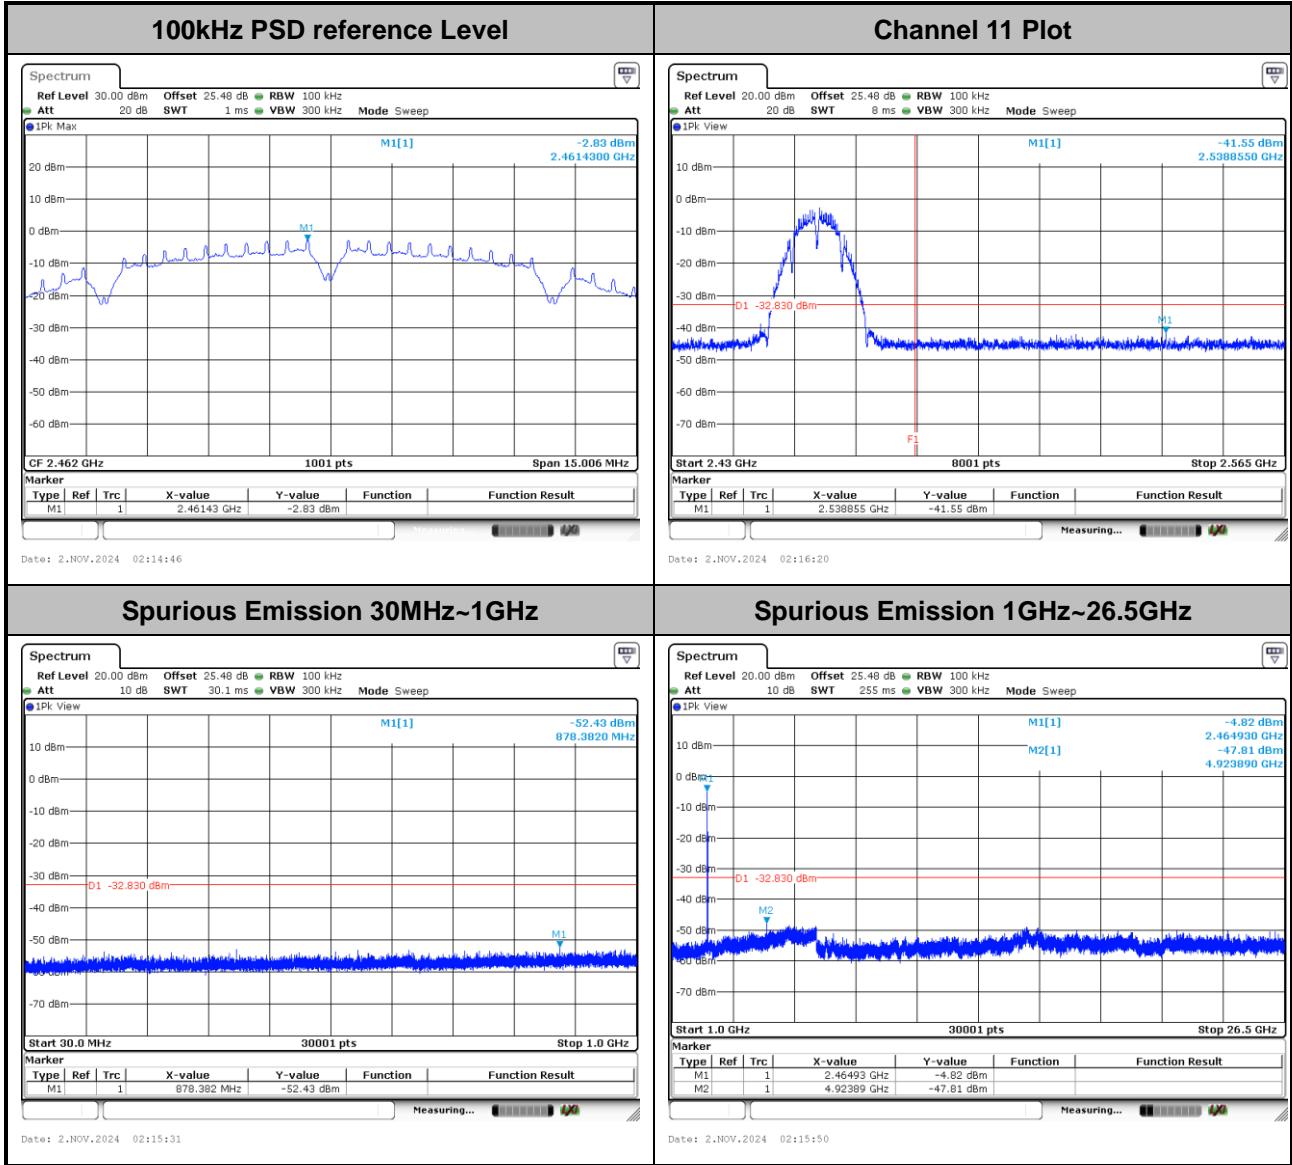 100kHz PSD reference Level
Spectrum
Ref Level 30.00 dBm Offset 25.48 dB RBW 100 kHz
Att 20 dB SWT 1 ms VBW 300 kHz Mode Sweep
1Pk Max
M1[1] -2.83 dBm
2.4614300 GHz
20 dBm
10 dBm
M1
0 dBm
-10 dBm
-20 dBm
-30 dBm
-40 dBm
-50 dBm
-60 dBm
CF 2.462 GHz 1001 pts Span 15.006 MHz
Marker
Type Ref Trc X-value Y-value Function Function Result
M1 1 2.46143 GHz -2.83 dBm
Date: 2.NOV.2024 02:14:46
Channel 11 Plot
Spectrum
Ref Level 20.00 dBm Offset 25.48 dB RBW 100 kHz
Att 20 dB SWT 8 ms VBW 300 kHz Mode Sweep
1Pk View
M1[1] -41.55 dBm
2.5388550 GHz
10 dBm
0 dBm
-10 dBm
-20 dBm
-30 dBm
D1 -32.830 dBm
M1
-40 dBm
-50 dBm
-60 dBm
-70 dBm
F1
Start 2.43 GHz 8001 pts Stop 2.565 GHz
Marker
Type Ref Trc X-value Y-value Function Function Result
M1 1 2.538855 GHz -41.55 dBm
Measuring...
Date: 2.NOV.2024 02:16:20
Spurious Emission 30MHz~1GHz
Spectrum
Ref Level 20.00 dBm Offset 25.48 dB RBW 100 kHz
Att 10 dB SWT 30.1 ms VBW 300 kHz Mode Sweep
1Pk View
M1[1] -52.43 dBm
878.3820 MHz
10 dBm
0 dBm
-10 dBm
-20 dBm
-30 dBm
D1 -32.830 dBm
-40 dBm
M1
-50 dBm
-60 dBm
-70 dBm
Start 30.0 MHz 30001 pts Stop 1.0 GHz
Marker
Type Ref Trc X-value Y-value Function Function Result
M1 1 878.382 MHz -52.43 dBm
Measuring...
Date: 2.NOV.2024 02:15:31
Spurious Emission 1GHz~26.5GHz
Spectrum
Ref Level 20.00 dBm Offset 25.48 dB RBW 100 kHz
Att 10 dB SWT 255 ms VBW 300 kHz Mode Sweep
1Pk View
M1[1] -4.82 dBm
2.464930 GHz
M2[1] -47.81 dBm
4.923890 GHz
10 dBm
0 dBm
M1
-10 dBm
-20 dBm
-30 dBm
D1 -32.830 dBm
-40 dBm
M2
-50 dBm
-60 dBm
-70 dBm
Start 1.0 GHz 30001 pts Stop 26.5 GHz
Marker
Type Ref Trc X-value Y-value Function Function Result
M1 1 2.46493 GHz -4.82 dBm
M2 1 4.92389 GHz -47.81 dBm
Measuring...
Date: 2.NOV.2024 02:15:50